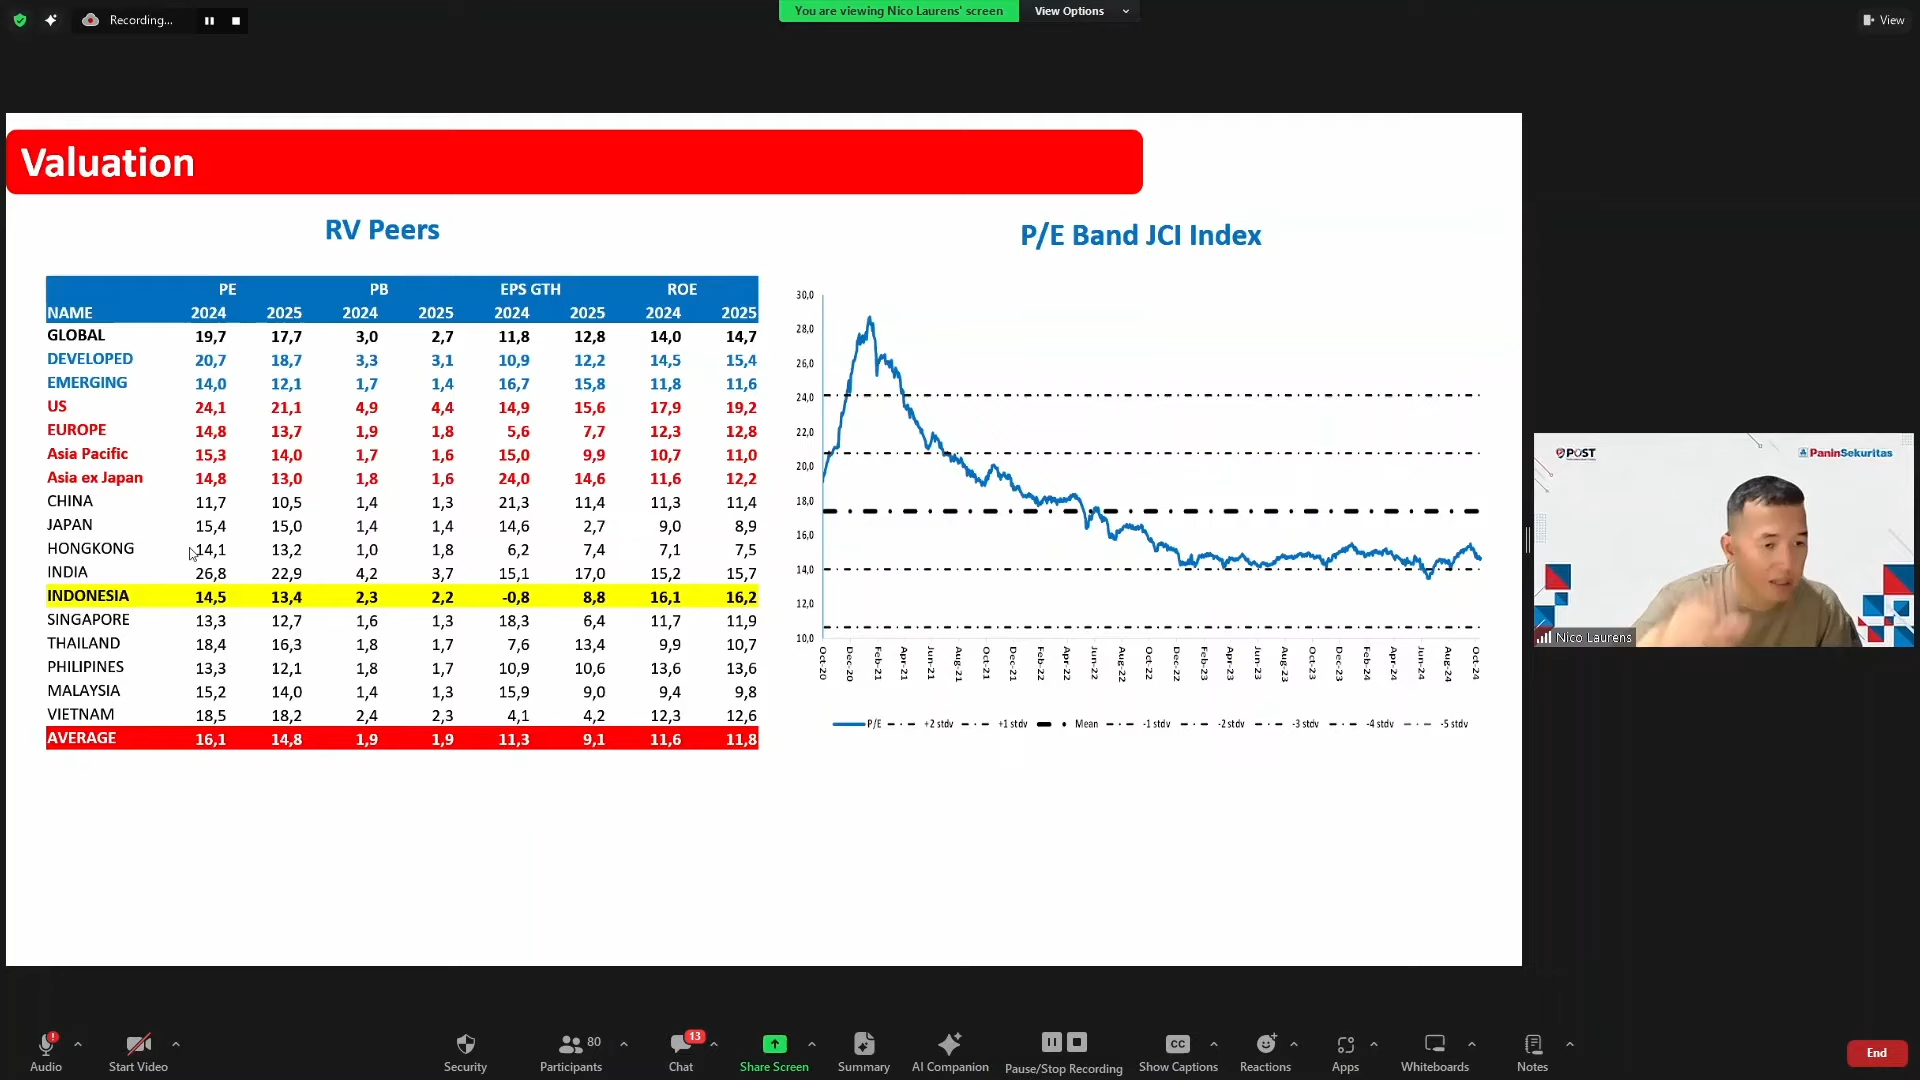 Recording...
You are viewing Nico Laurens' screen
View Options
View
Valuation
RV Peers
PE PB EPS GTH ROE
NAME 2024 2025 2024 2025 2024 2025 2024 2025
GLOBAL 19,7 17,7 3,0 2,7 11,8 12,8 14,0 14,7
DEVELOPED 20,7 18,7 3,3 3,1 10,9 12,2 14,5 15,4
EMERGING 14,0 12,1 1,7 1,4 16,7 15,8 11,8 11,6
US 24,1 21,1 4,9 4,4 14,9 15,6 17,9 19,2
EUROPE 14,8 13,7 1,9 1,8 5,6 7,7 12,3 12,8
Asia Pacific 15,3 14,0 1,7 1,6 15,0 9,9 10,7 11,0
Asia ex Japan 14,8 13,0 1,8 1,6 24,0 14,6 11,6 12,2
CHINA 11,7 10,5 1,4 1,3 21,3 11,4 11,3 11,4
JAPAN 15,4 15,0 1,4 1,4 14,6 2,7 9,0 8,9
HONGKONG 14,1 13,2 1,0 1,8 6,2 7,4 7,1 7,5
INDIA 26,8 22,9 4,2 3,7 15,1 17,0 15,2 15,7
INDONESIA 14,5 13,4 2,3 2,2 -0,8 8,8 16,1 16,2
SINGAPORE 13,3 12,7 1,6 1,3 18,3 6,4 11,7 11,9
THAILAND 18,4 16,3 1,8 1,7 7,6 13,4 9,9 10,7
PHILIPINES 13,3 12,1 1,8 1,7 10,9 10,6 13,6 13,6
MALAYSIA 15,2 14,0 1,4 1,3 15,9 9,0 9,4 9,8
VIETNAM 18,5 18,2 2,4 2,3 4,1 4,2 12,3 12,6
AVERAGE 16,1 14,8 1,9 1,9 11,3 9,1 11,6 11,8
P/E Band JCI Index
30,0
28,0
26,0
24,0
22,0
20,0
18,0
16,0
14,0
12,0
10,0
Oct-20 Dec-20 Feb-21 Apr-21 Jun-21 Aug-21 Oct-21 Dec-21 Feb-22 Apr-22 Jun-22 Aug-22 Oct-22 Dec-22 Feb-23 Apr-23 Jun-23 Aug-23 Oct-23 Dec-23 Feb-24 Apr-24 Jun-24 Aug-24 Oct-24
P/E +2 stdv +1 stdv Mean -1 stdv -2 stdv -3 stdv -4 stdv -5 stdv
POST
PaninSekuritas
Nico Laurens
80
13
CC
Audio
Start Video
Security
Participants
Chat
Share Screen
Summary
AI Companion
Pause/Stop Recording
Show Captions
Reactions
Apps
Whiteboards
Notes
End